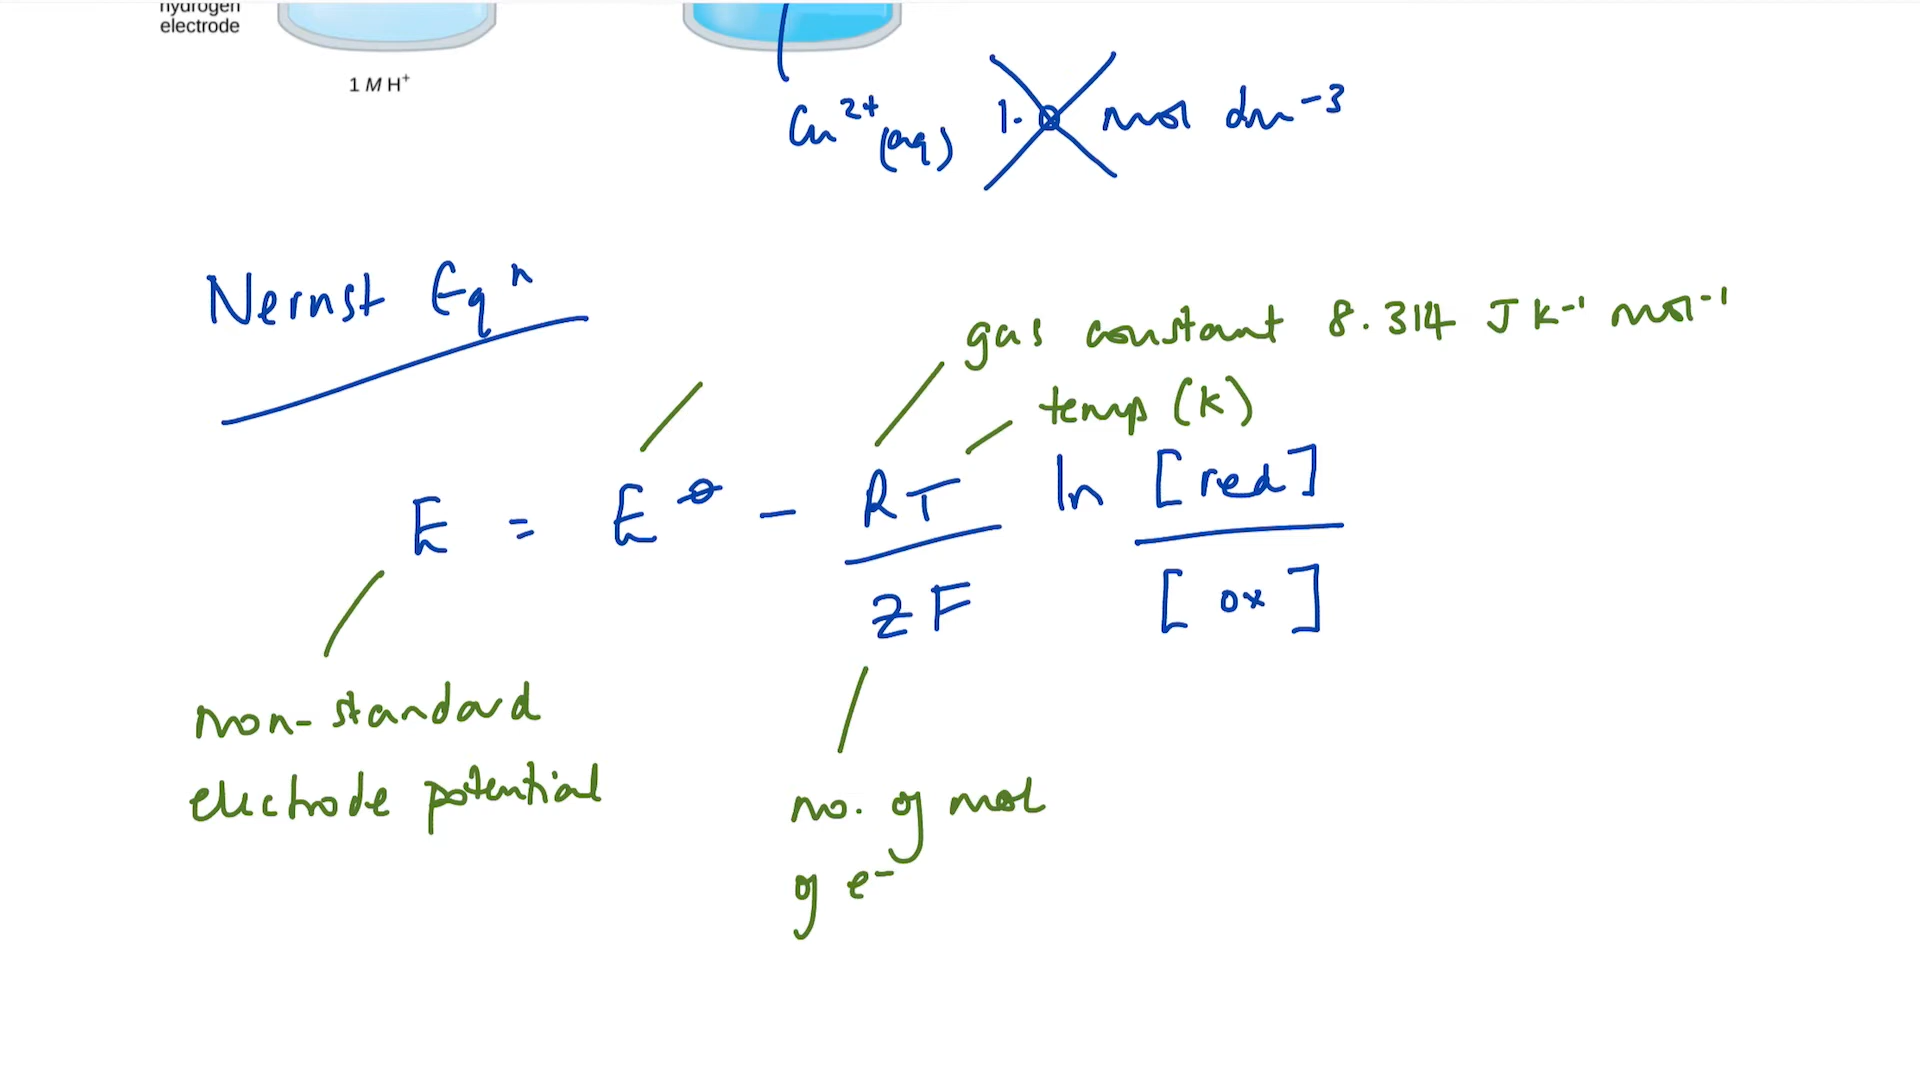 hydrogen
electrode
1 M H⁺
Cu²⁺(aq) 1.0 mol dm⁻³
Nernst Eqⁿ
gas constant 8.314 J K⁻¹ mol⁻¹
temp (K)
E = E⦵ − RT/ZF ln [red]/[ox]
non-standard
electrode potential
no. of mol
of e⁻